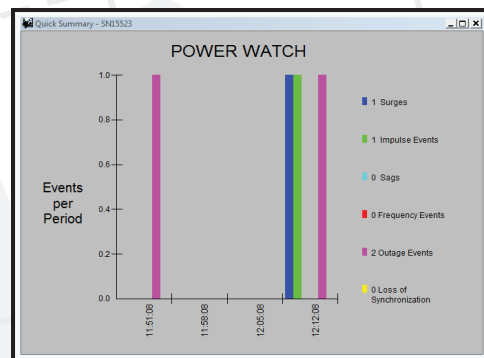 Quick Summary - SN15523
POWER WATCH
Events
per
Period
1.0
0.8
0.6
0.4
0.2
0.0
11:51:08
11:58:08
12:05:08
12:12:08
1 Surges
1 Impulse Events
0 Sags
0 Frequency Events
2 Outage Events
0 Loss of
Synchronization